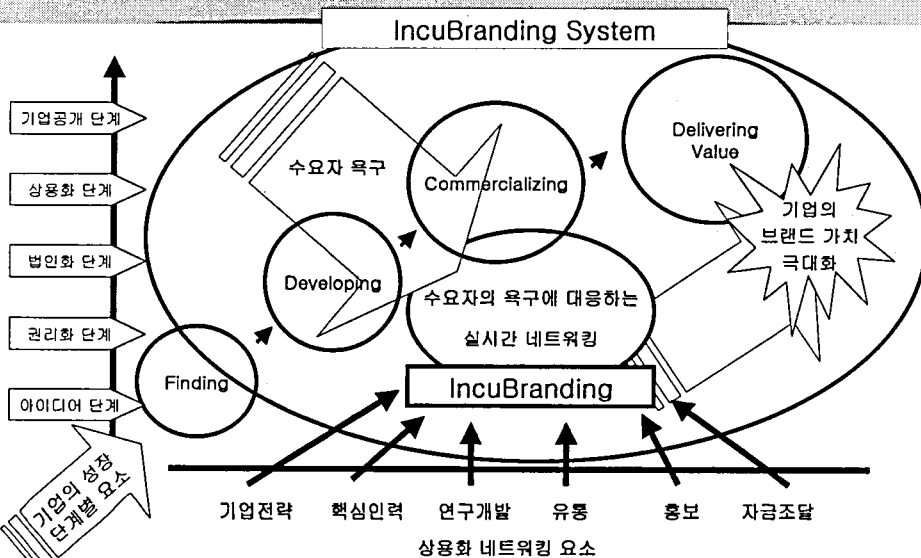 IncuBranding System
기업공개 단계
상용화 단계
법인화 단계
권리화 단계
아이디어 단계
기업의 성장
단계별 요소
수요자 욕구
Finding
Developing
Commercializing
Delivering
Value
기업의
브랜드 가치
극대화
수요자의 욕구에 대응하는
실시간 네트워킹
IncuBranding
기업전략
핵심인력
연구개발
유통
홍보
자금조달
상용화 네트워킹 요소